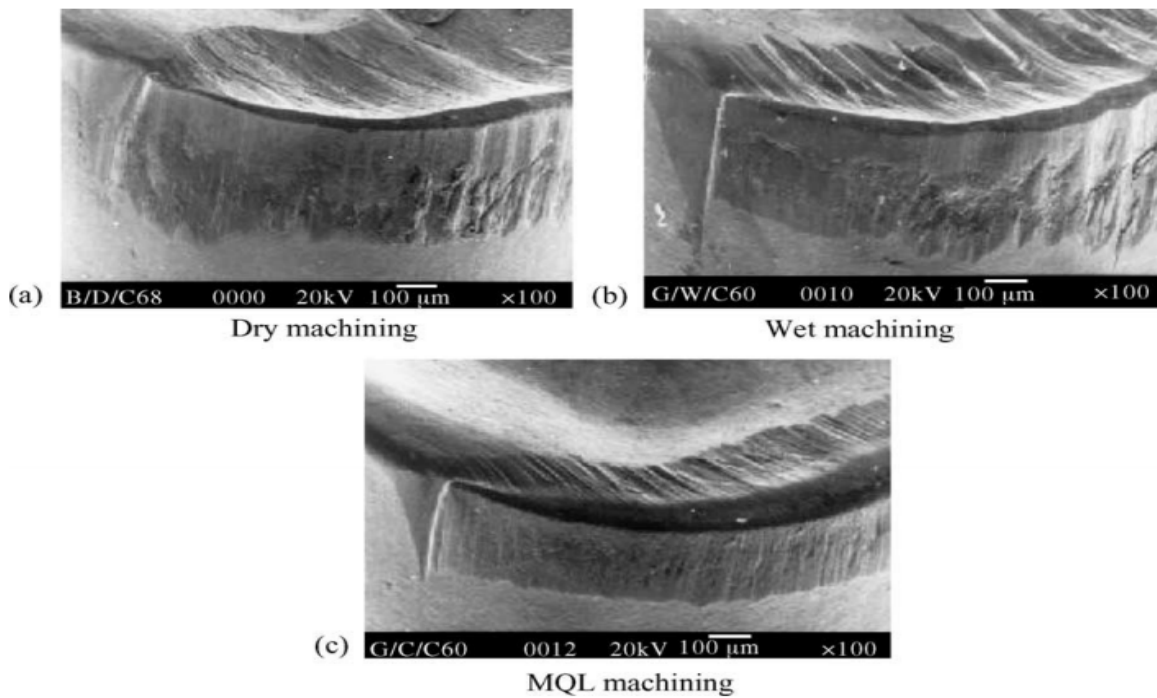 (a) B/D/C68 0000 20kV 100 µm ×100
Dry machining
(b) G/W/C60 0010 20kV 100 µm ×100
Wet machining
(c) G/C/C60 0012 20kV 100 µm ×100
MQL machining